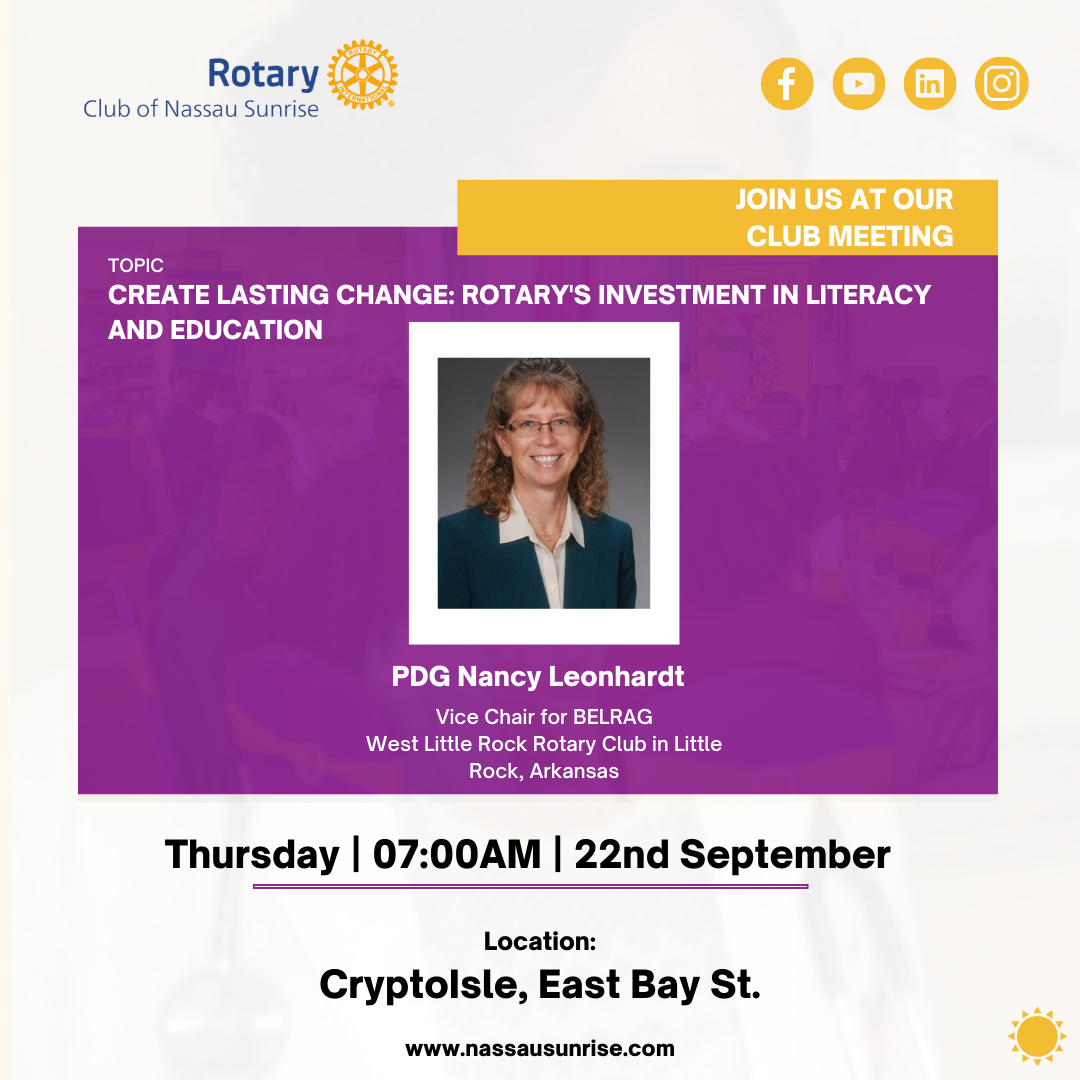 Rotary
Club of Nassau Sunrise
ROTARY
INTERNATIONAL
JOIN US AT OUR
CLUB MEETING
TOPIC
CREATE LASTING CHANGE: ROTARY'S INVESTMENT IN LITERACY
AND EDUCATION
PDG Nancy Leonhardt
Vice Chair for BELRAG
West Little Rock Rotary Club in Little
Rock, Arkansas
Thursday | 07:00AM | 22nd September
Location:
CryptoIsle, East Bay St.
www.nassausunrise.com